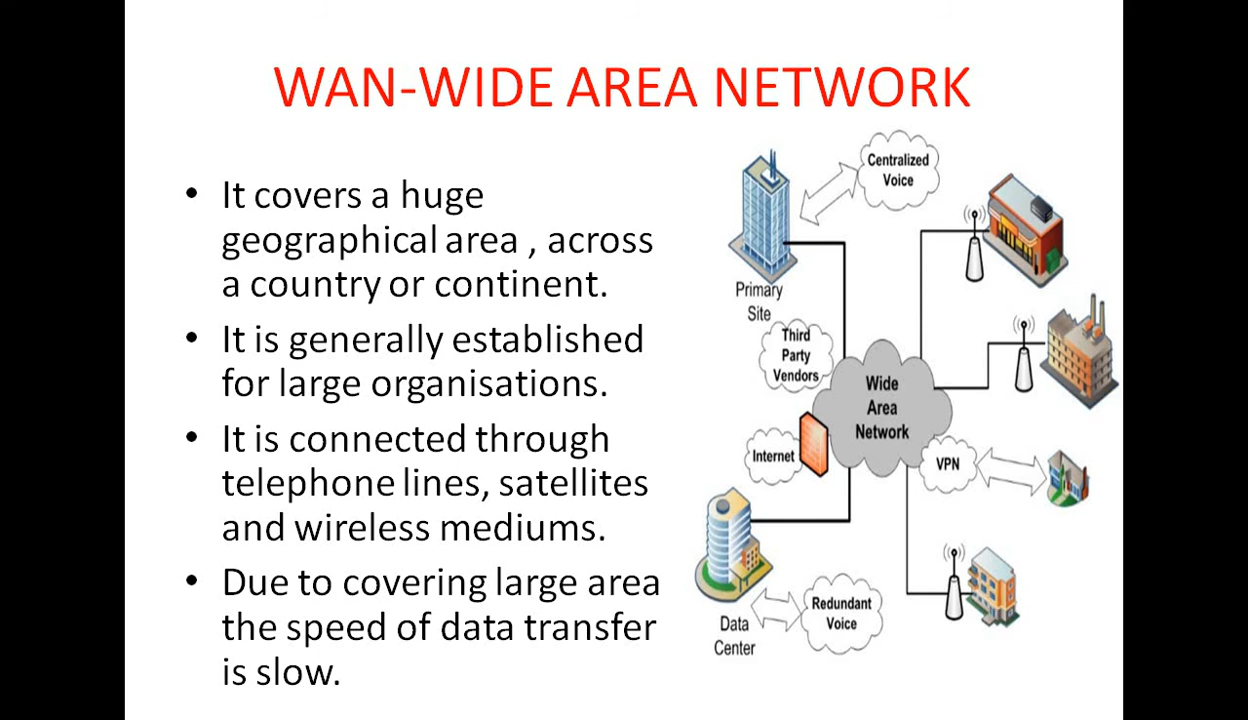 WAN-WIDE AREA NETWORK
• It covers a huge
geographical area , across
a country or continent.
• It is generally established
for large organisations.
• It is connected through
telephone lines, satellites
and wireless mediums.
• Due to covering large area
the speed of data transfer
is slow.
Centralized
Voice
Primary
Site
Third
Party
Vendors
Wide
Area
Network
Internet
VPN
Redundant
Voice
Data
Center